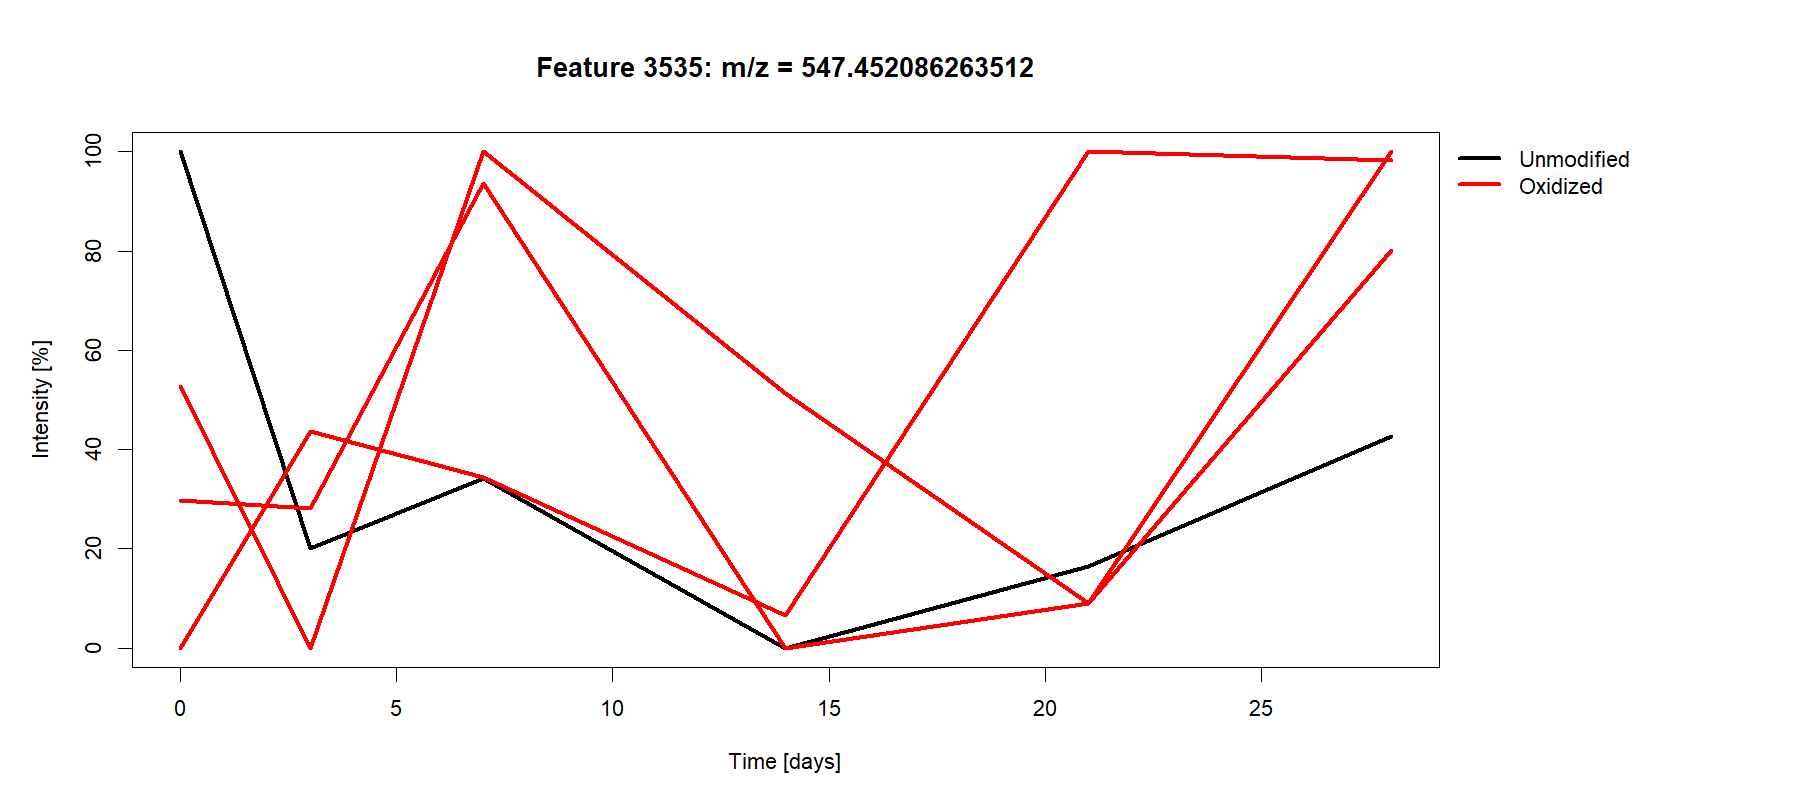 Feature 3535: m/z = 547.452086263512
Intensity [%]
100
80
60
40
20
0
0 5 10 15 20 25
Time [days]
Unmodified
Oxidized